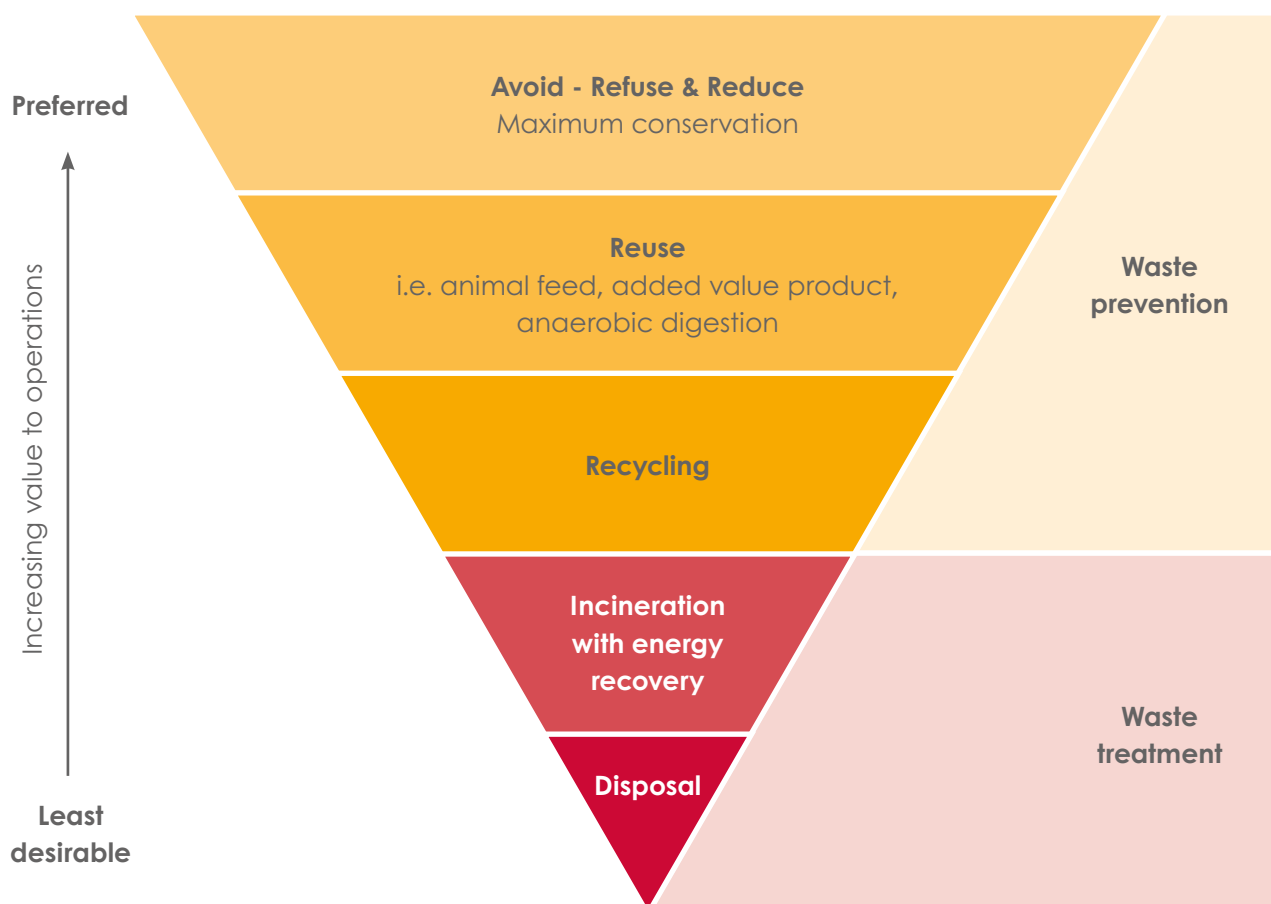 Preferred
Increasing value to operations
Least
desirable
Avoid - Refuse & Reduce
Maximum conservation
Reuse
i.e. animal feed, added value product,
anaerobic digestion
Recycling
Incineration
with energy
recovery
Disposal
Waste
prevention
Waste
treatment